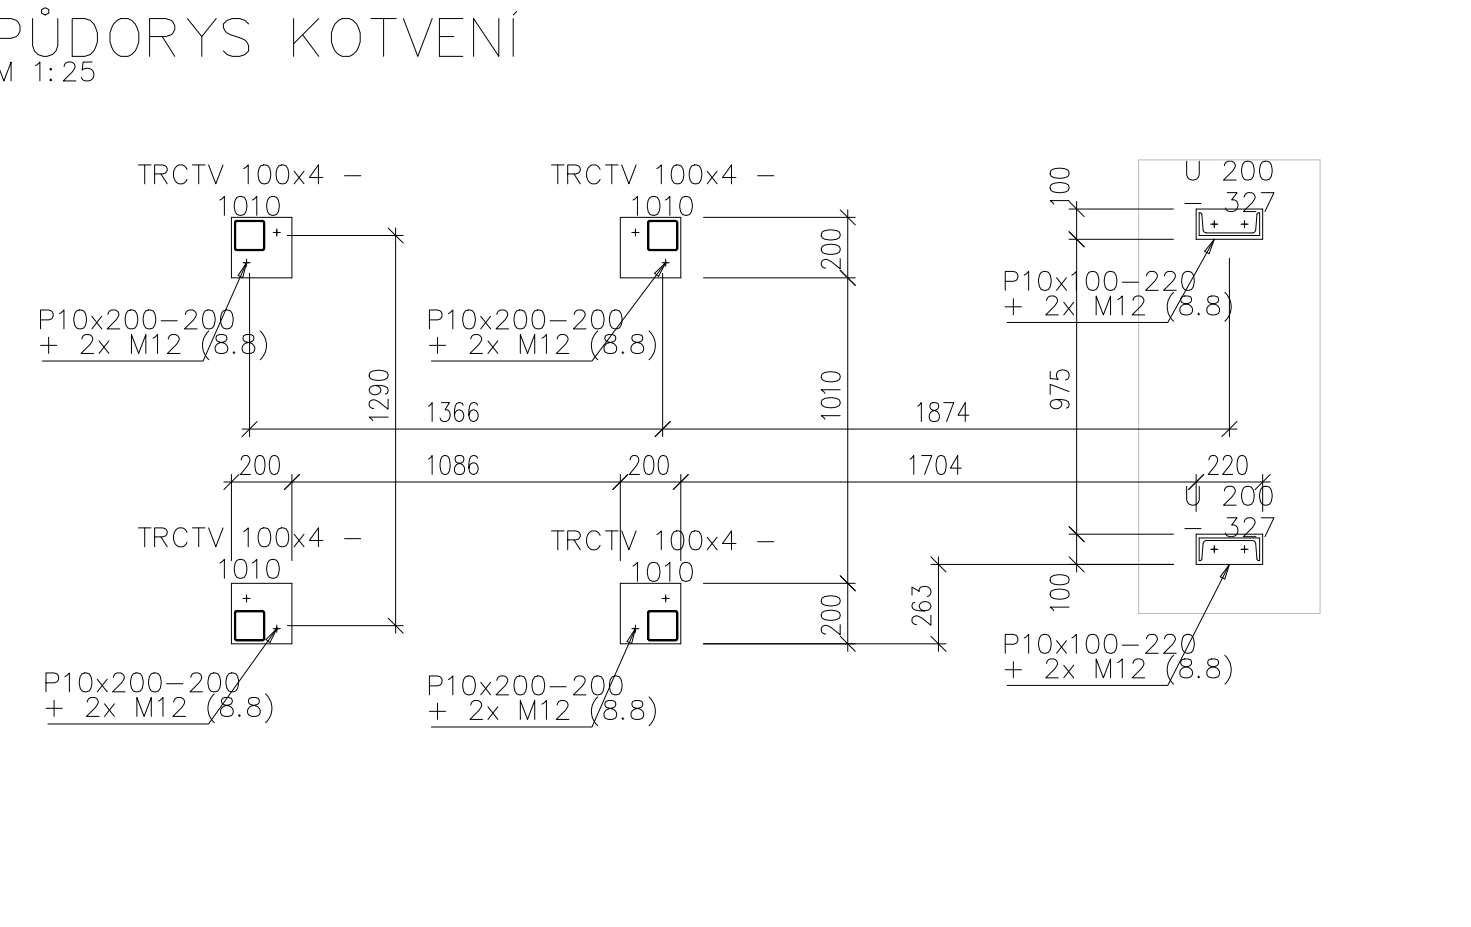 PŮDORYS KOTVENÍ
M 1:25
TRCTV 100x4 -
1010
TRCTV 100x4 -
1010
100
U 200
- 327
200
P10x200-200
+ 2x M12 (8.8)
P10x200-200
+ 2x M12 (8.8)
P10x100-220
+ 2x M12 (8.8)
1290
1010
975
1366
1874
200
1086
200
1704
220
U 200
- 327
TRCTV 100x4 -
1010
TRCTV 100x4 -
1010
200
263
100
P10x200-200
+ 2x M12 (8.8)
P10x200-200
+ 2x M12 (8.8)
P10x100-220
+ 2x M12 (8.8)